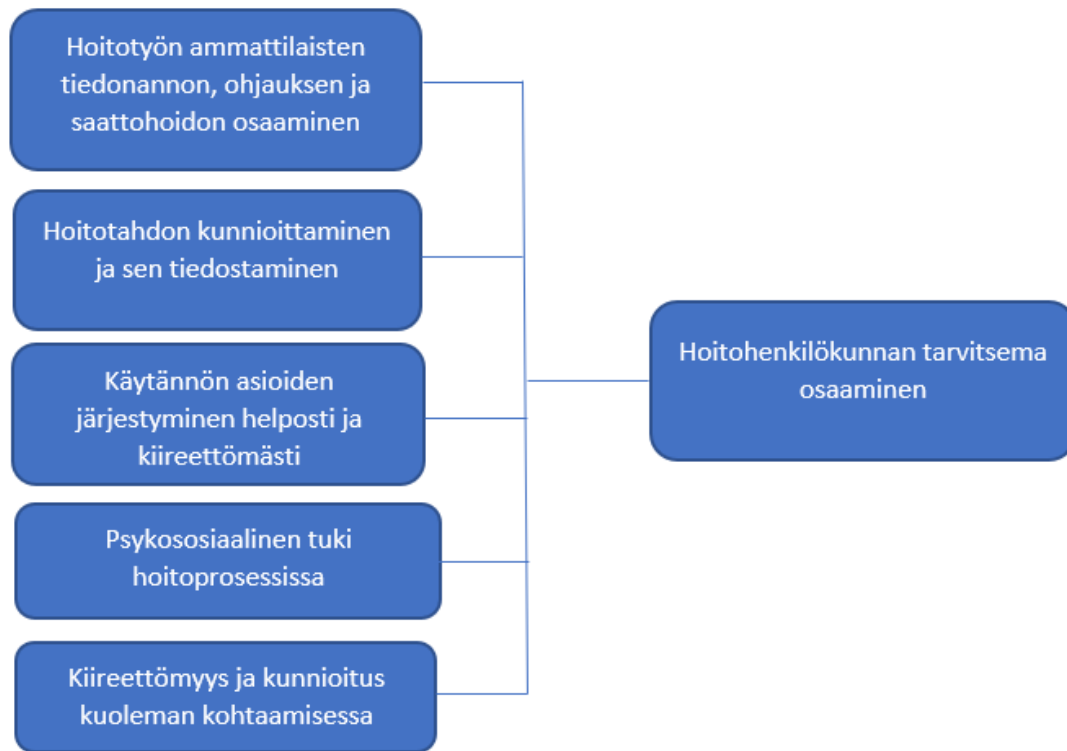 Hoitotyön ammattilaisten
tiedonannon, ohjauksen ja
saattohoidon osaaminen
Hoitotahdon kunnioittaminen
ja sen tiedostaminen
Käytännön asioiden
järjestyminen helposti ja
kiireettömästi
Psykososiaalinen tuki
hoitoprosessissa
Kiireettömyys ja kunnioitus
kuoleman kohtaamisessa
Hoitohenkilökunnan tarvitsema
osaaminen